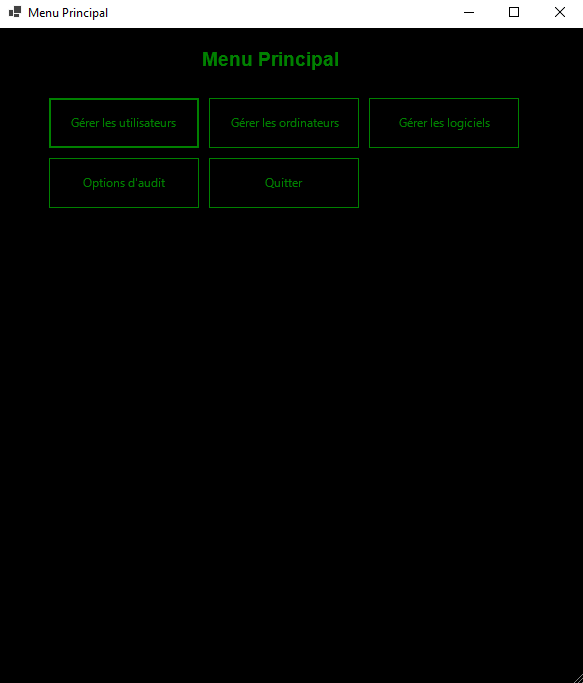 Menu Principal
Menu Principal
Gérer les utilisateurs
Gérer les ordinateurs
Gérer les logiciels
Options d'audit
Quitter